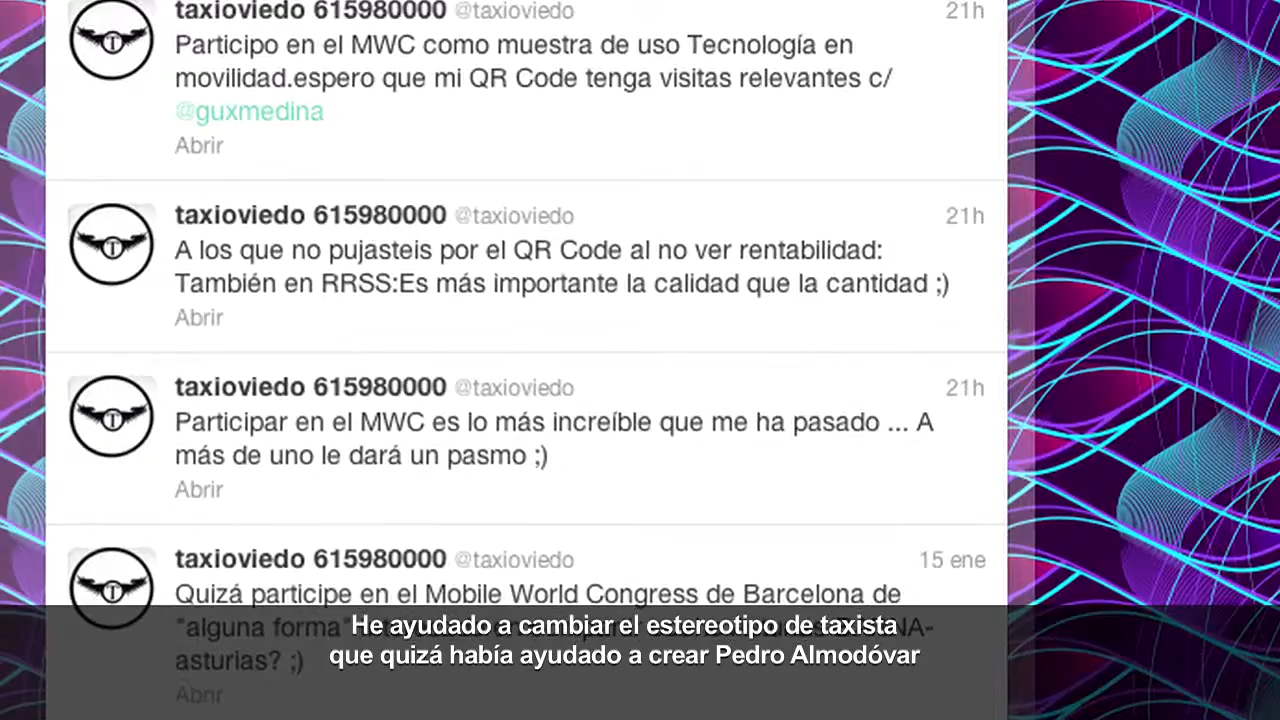 taxioviedo 615980000 @taxioviedo 21h
Participo en el MWC como muestra de uso Tecnología en
movilidad.espero que mi QR Code tenga visitas relevantes c/
@guxmedina
Abrir
taxioviedo 615980000 @taxioviedo 21h
A los que no pujasteis por el QR Code al no ver rentabilidad:
También en RRSS:Es más importante la calidad que la cantidad ;)
Abrir
taxioviedo 615980000 @taxioviedo 21h
Participar en el MWC es lo más increíble que me ha pasado ... A
más de uno le dará un pasmo ;)
Abrir
taxioviedo 615980000 @taxioviedo 15 ene
Quizá participe en el Mobile World Congress de Barcelona de
"alguna forma"
asturias? ;)
Abrir
He ayudado a cambiar el estereotipo de taxista
que quizá había ayudado a crear Pedro Almodóvar